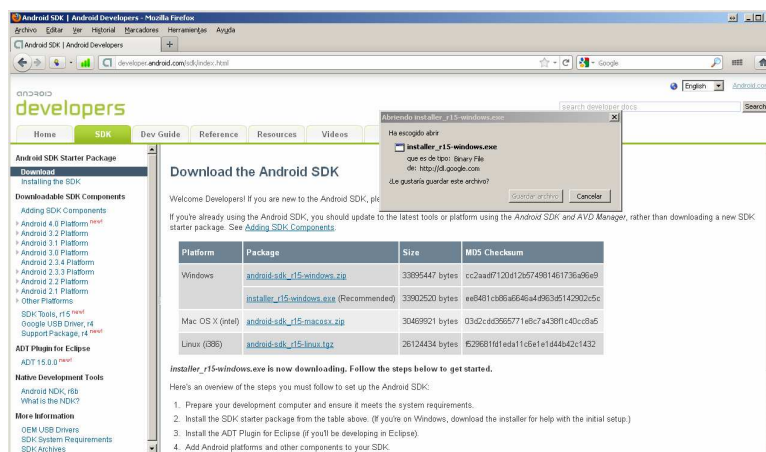 Android SDK | Android Developers - Mozilla Firefox
Archivo Editar Ver Historial Marcadores Herramientas Ayuda
Android SDK | Android Developers
developer.android.com/sdk/index.html
Google
English
Android.com
android
developers
search developer docs
Search
Home SDK Dev Guide Reference Resources Videos
Abriendo installer_r15-windows.exe
Ha escogido abrir
installer_r15-windows.exe
que es de tipo: Binary File
de: http://dl.google.com
¿Le gustaría guardar este archivo?
Guardar archivo Cancelar
Android SDK Starter Package
Download
Installing the SDK
Downloadable SDK Components
Adding SDK Components
Android 4.0 Platform new!
Android 3.2 Platform
Android 3.1 Platform
Android 3.0 Platform
Android 2.3.4 Platform
Android 2.3.3 Platform
Android 2.2 Platform
Android 2.1 Platform
Other Platforms
SDK Tools, r15 new!
Google USB Driver, r4
Support Package, r4 new!
ADT Plugin for Eclipse
ADT 15.0.0 new!
Native Development Tools
Android NDK, r6b
What is the NDK?
More Information
OEM USB Drivers
SDK System Requirements
SDK Archives
Download the Android SDK
Welcome Developers! If you are new to the Android SDK, ple
If you're already using the Android SDK, you should update to the latest tools or platform using the Android SDK and AVD Manager, rather than downloading a new SDK
starter package. See Adding SDK Components.
Platform Package Size MD5 Checksum
Windows android-sdk_r15-windows.zip 33895447 bytes cc2aadf7120d12b574981461736a96e9
installer_r15-windows.exe (Recommended) 33902520 bytes ee8481cb86a6646a4d963d5142902c5c
Mac OS X (intel) android-sdk_r15-macosx.zip 30469921 bytes 03d2cdd3565771e8c7a438f1c40cc8a5
Linux (i386) android-sdk_r15-linux.tgz 26124434 bytes f529681fd1eda11c6e1e1d44b42c1432
installer_r15-windows.exe is now downloading. Follow the steps below to get started.
Here's an overview of the steps you must follow to set up the Android SDK:
1. Prepare your development computer and ensure it meets the system requirements.
2. Install the SDK starter package from the table above. (If you're on Windows, download the installer for help with the initial setup.)
3. Install the ADT Plugin for Eclipse (if you'll be developing in Eclipse).
4. Add Android platforms and other components to your SDK.